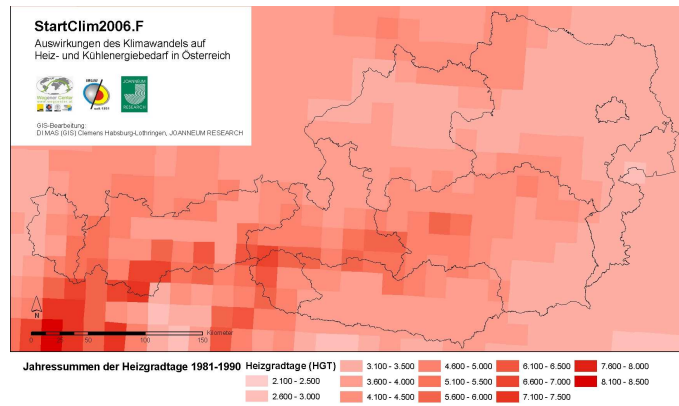 StartClim2006.F
Auswirkungen des Klimawandels auf
Heiz- und Kühlenergiebedarf in Österreich
Wegener Center
JOANNEUM
RESEARCH
GIS-Bearbeitung:
DI MAS (GIS) Clemens Habsburg-Lothringen, JOANNEUM RESEARCH
N
Kilometer
0 25 50 100 150
Jahressummen der Heizgradtage 1981-1990
Heizgradtage (HGT)
2.100 - 2.500
2.600 - 3.000
3.100 - 3.500
3.600 - 4.000
4.100 - 4.500
4.600 - 5.000
5.100 - 5.500
5.600 - 6.000
6.100 - 6.500
6.600 - 7.000
7.100 - 7.500
7.600 - 8.000
8.100 - 8.500